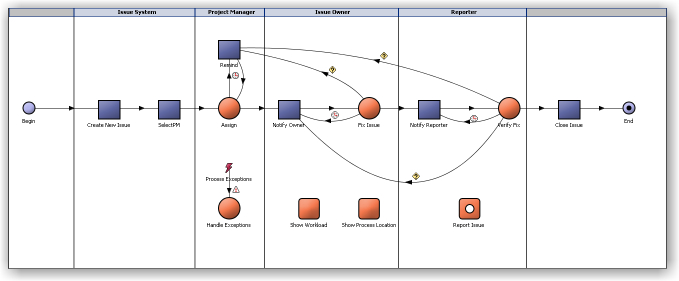 Issue System
Project Manager
Issue Owner
Reporter
Remind
Begin
Create New Issue
SelectPM
Assign
Notify Owner
Fix Issue
Notify Reporter
Verify Fix
Close Issue
End
Process Exceptions
Handle Exceptions
Show Workload
Show Process Location
Report Issue